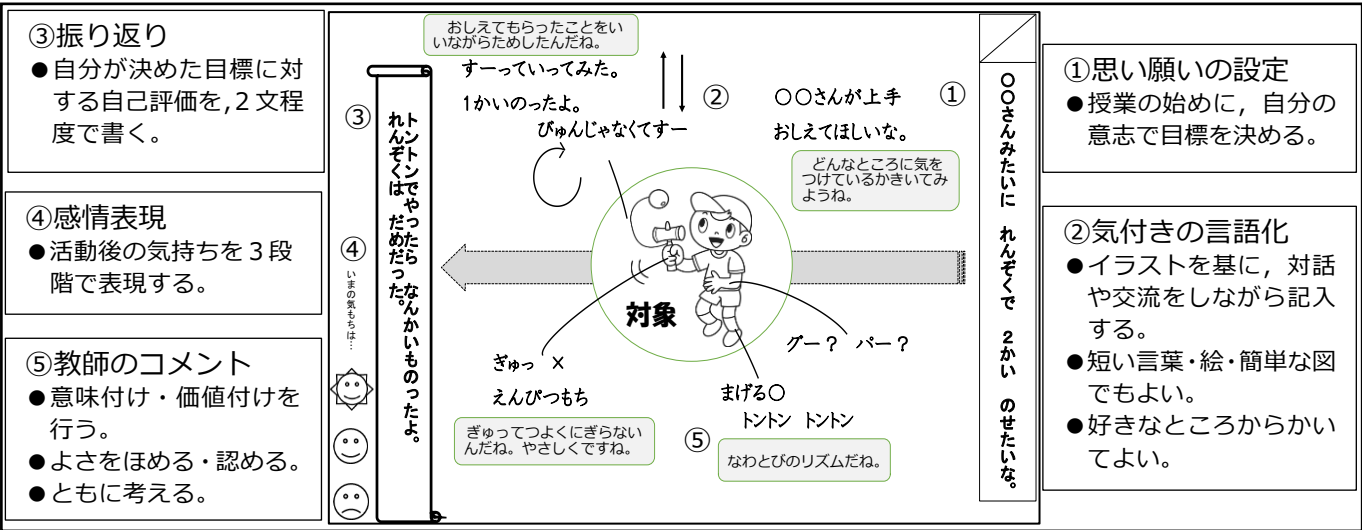 ③振り返り
●自分が決めた目標に対
する自己評価を,２文程
度で書く。
④感情表現
●活動後の気持ちを３段
階で表現する。
⑤教師のコメント
●意味付け・価値付けを
行う。
●よさをほめる・認める。
●ともに考える。
①
〇〇さんみたいに　れんぞくで　２かい　のせたいな。
〇〇さんが上手
おしえてほしいな。
どんなところに気を
つけているかきいてみ
ようね。
②
おしえてもらったことをい
いながらためしたんだね。
すーっていってみた。
1かいのったよ。
びゅんじゃなくてすー
対象
グー？　パー？
まげる〇
トントン　トントン
⑤
なわとびのリズムだね。
ぎゅっ　×
えんぴつもち
ぎゅってつよくにぎらない
んだね。やさしくですね。
③
トントンでやったら　なんかいものったよ。
れんぞくは　だめだった。
④
いまの気もちは…
①思い願いの設定
●授業の始めに，自分の
意志で目標を決める。
②気付きの言語化
●イラストを基に，対話
や交流をしながら記入
する。
●短い言葉・絵・簡単な図
でもよい。
●好きなところからかい
てよい。